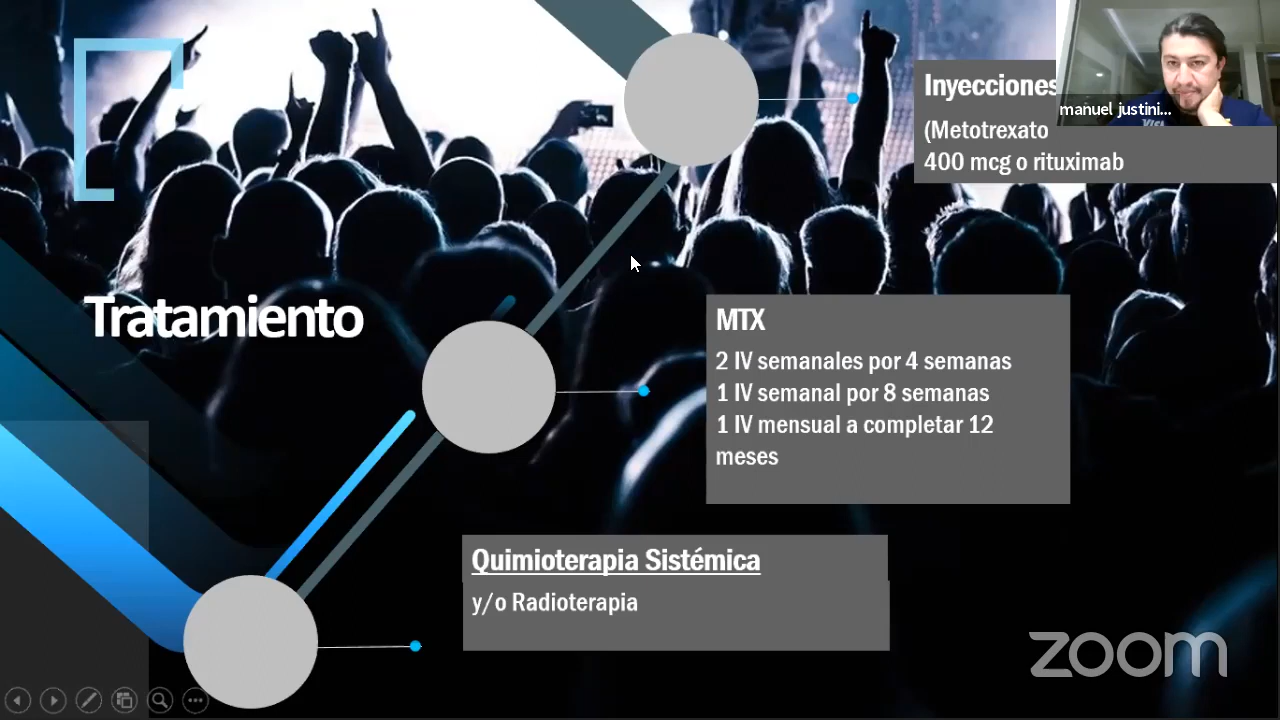 Inyecciones
(Metotrexato
400 mcg o rituximab
manuel justini...
Tratamiento
MTX
2 IV semanales por 4 semanas
1 IV semanal por 8 semanas
1 IV mensual a completar 12
meses
Quimioterapia Sistémica
y/o Radioterapia
zoom